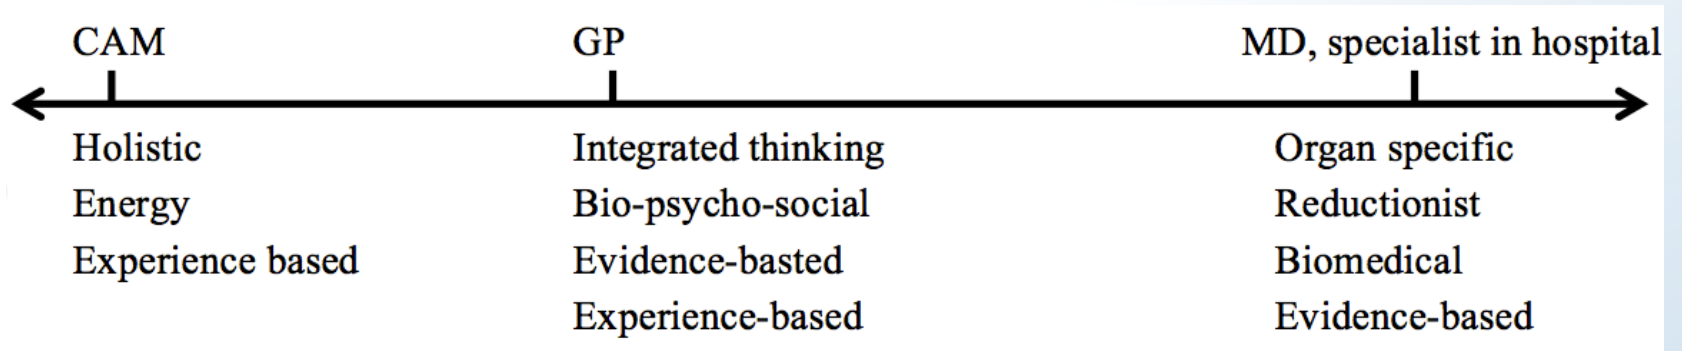 CAM
GP
MD, specialist in hospital
Holistic
Energy
Experience based
Integrated thinking
Bio-psycho-social
Evidence-basted
Experience-based
Organ specific
Reductionist
Biomedical
Evidence-based